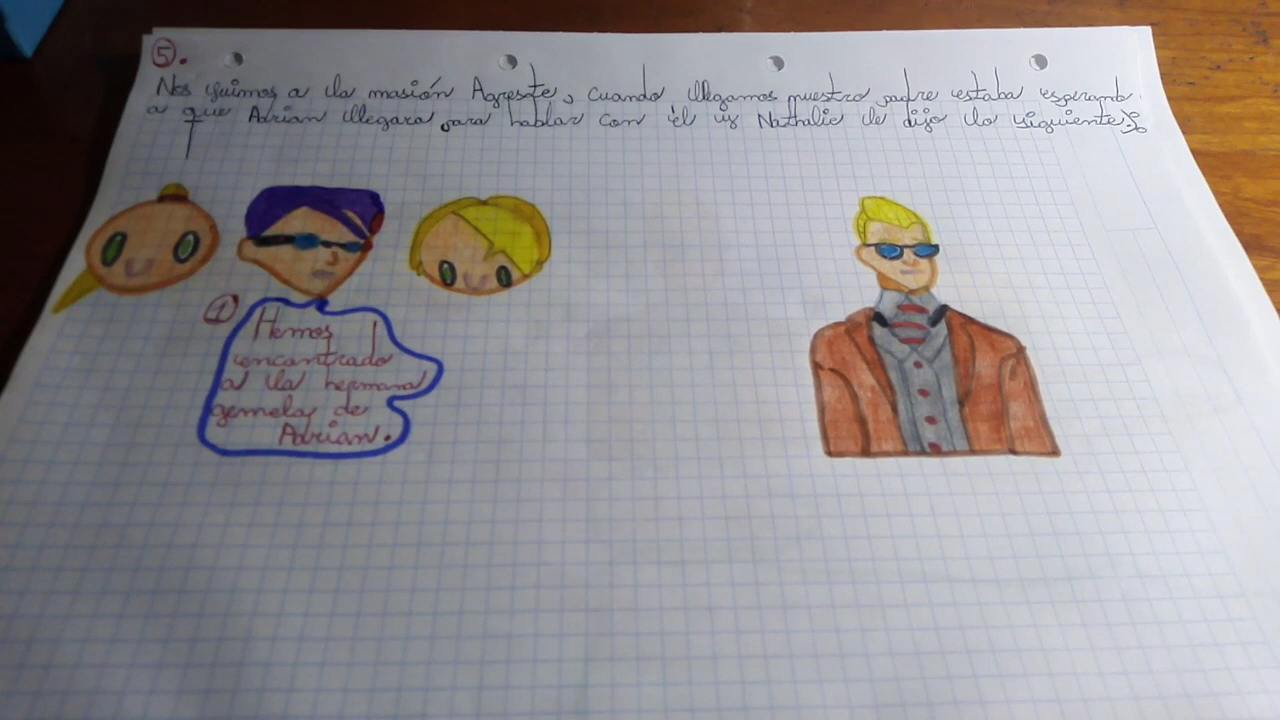 5.
Nos fuimos a la masión Agreste, cuando llegamos nuestro padre estaba esperando
a que Adrian llegara para hablar con él y Nathalie le dijo lo siguiente:
1
Hemos
encontrado
a la hermana
gemela de
Adrian.